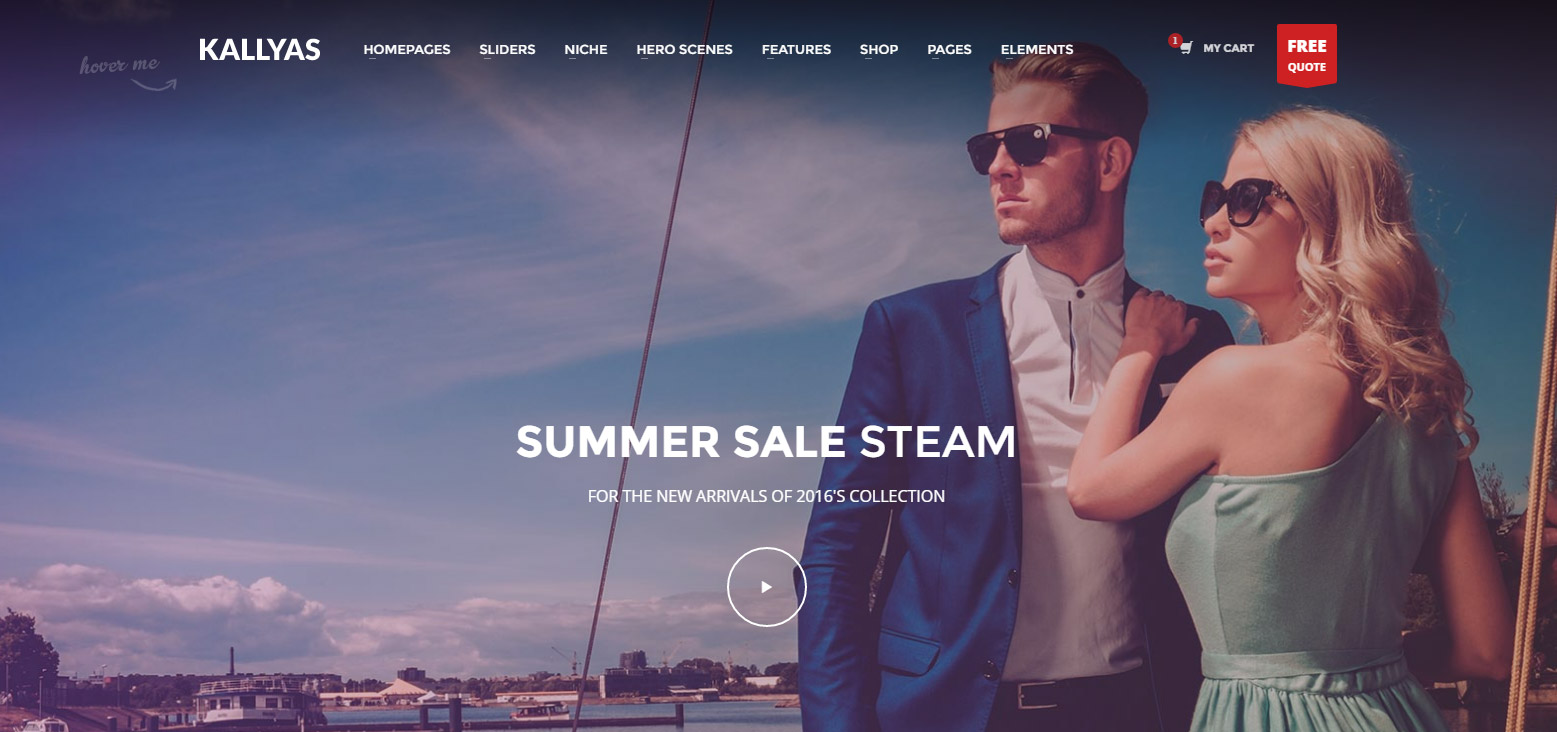 hover me
KALLYAS
HOMEPAGES SLIDERS NICHE HERO SCENES FEATURES SHOP PAGES ELEMENTS
1 MY CART
FREE
QUOTE
SUMMER SALE STEAM
FOR THE NEW ARRIVALS OF 2016'S COLLECTION